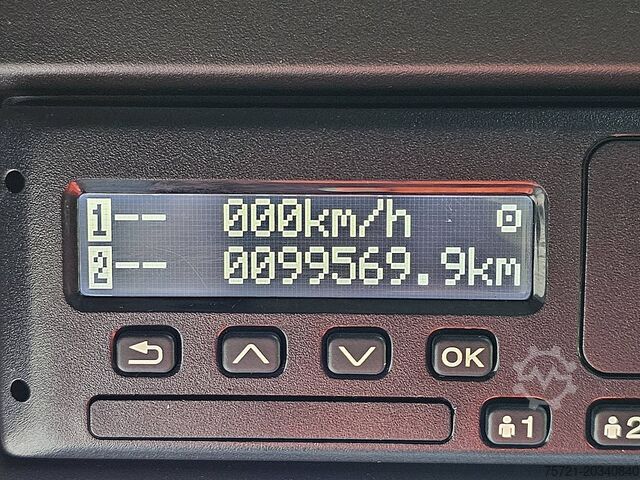 1 -- 000km/h
2 -- 0099569.9km
OK
1
2
75721-20340840